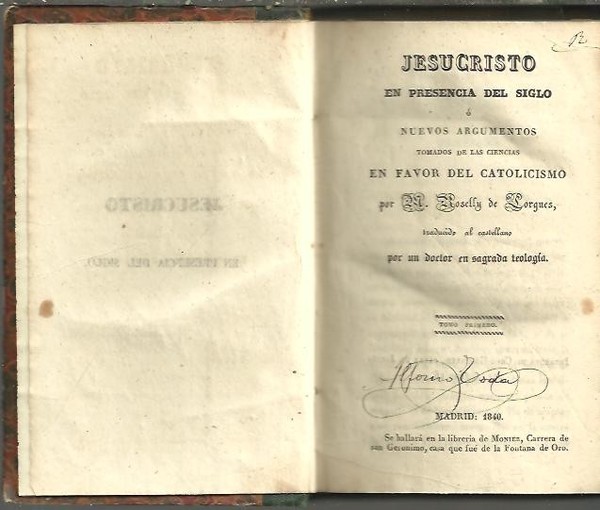 JESUCRISTO
EN PRESENCIA DEL SIGLO
ó
NUEVOS ARGUMENTOS
TOMADOS DE LAS CIENCIAS
EN FAVOR DEL CATOLICISMO
por M. Roselly de Lorgues,
traducido al castellano
por un doctor en sagrada teología.
TOMO PRIMERO.
MADRID: 1840.
Se hallará en la libreria de MONIER, Carrera de
san Geronimo, casa que fué de la Fontana de Oro.